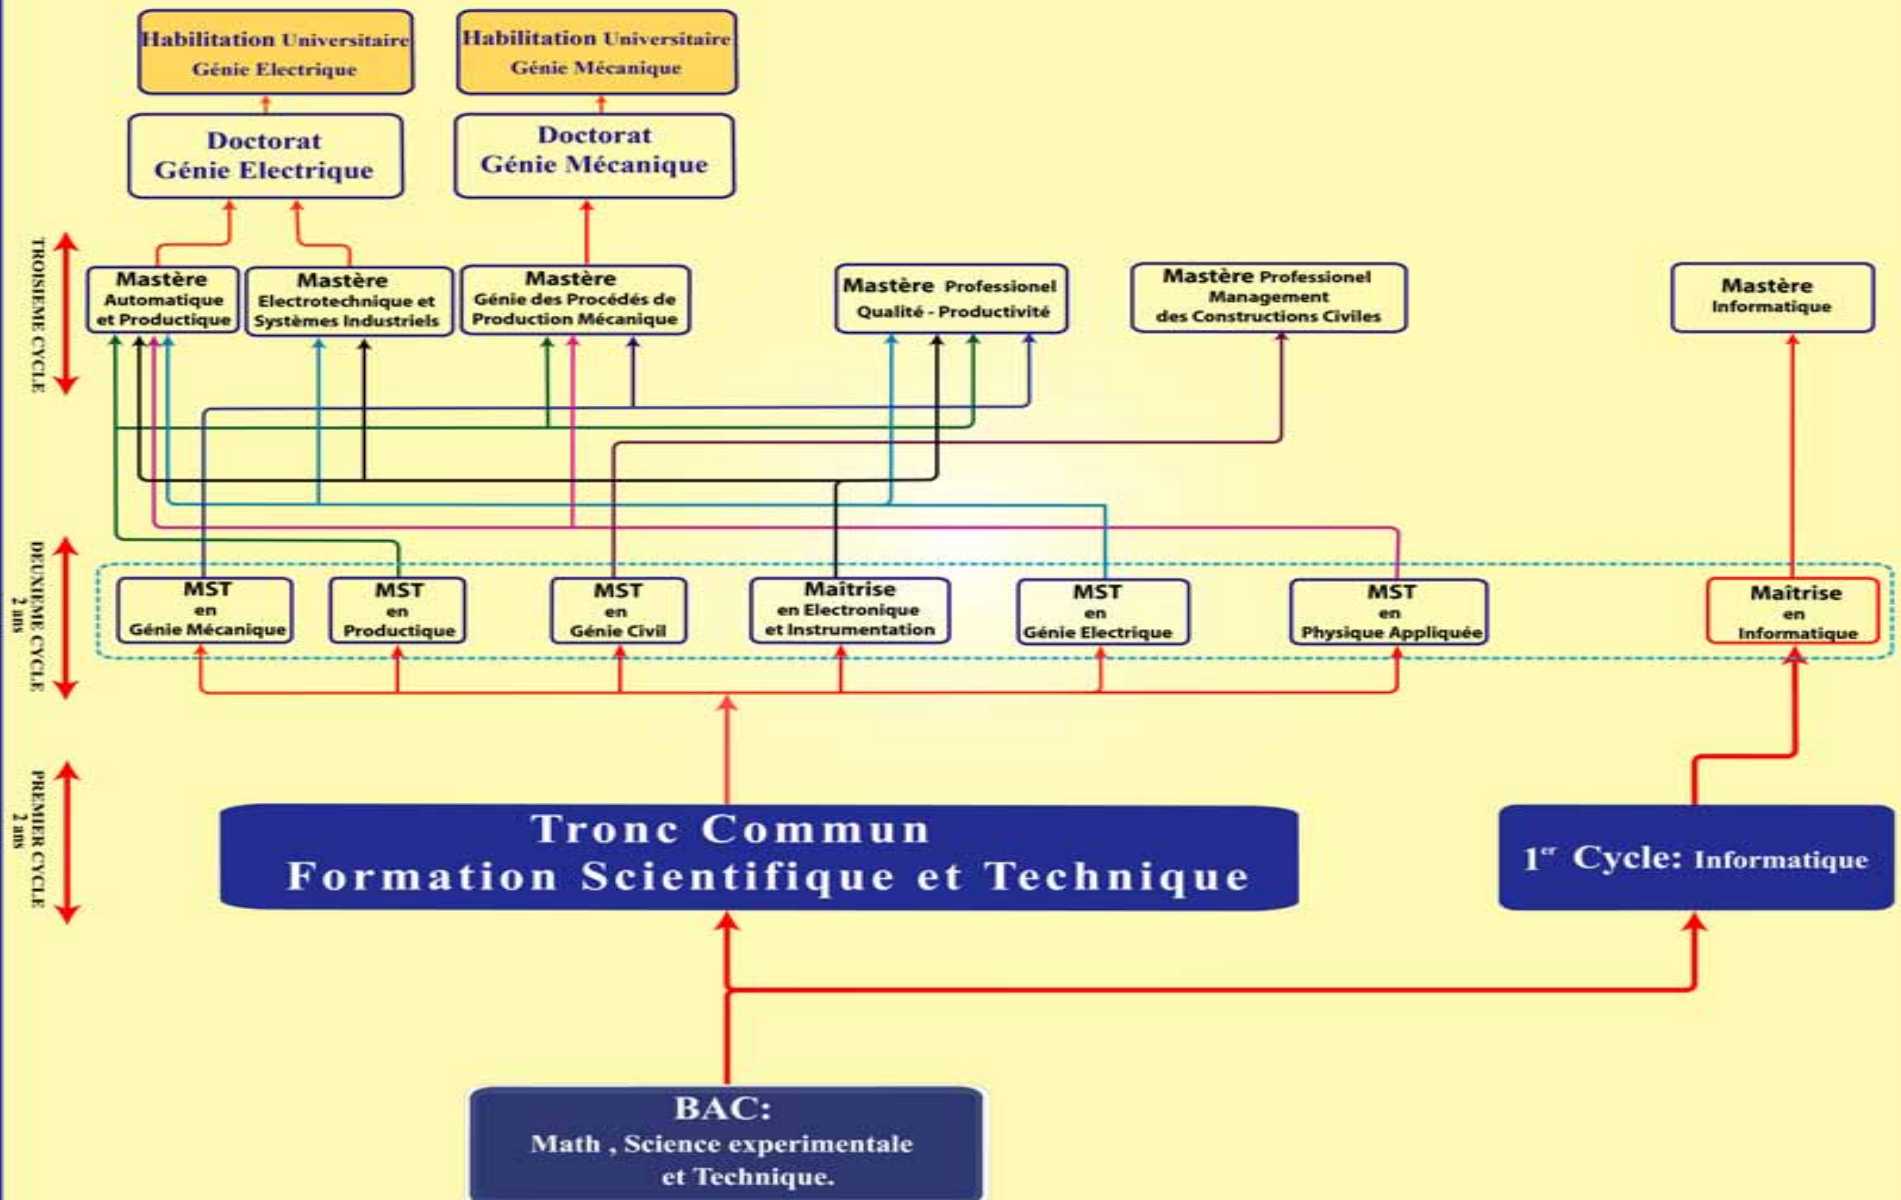 Habilitation Universitaire
Génie Electrique
Habilitation Universitaire
Génie Mécanique
Doctorat
Génie Electrique
Doctorat
Génie Mécanique
TROISIEME CYCLE
Mastère
Automatique
et Productique
Mastère
Electrotechnique et
Systèmes Industriels
Mastère
Génie des Procédés de
Production Mécanique
Mastère Professionel
Qualité - Productivité
Mastère Professionel
Management
des Constructions Civiles
Mastère
Informatique
DEUXIEME CYCLE
2 ans
MST
en
Génie Mécanique
MST
en
Productique
MST
en
Génie Civil
Maîtrise
en Electronique
et Instrumentation
MST
en
Génie Electrique
MST
en
Physique Appliquée
Maîtrise
en
Informatique
PREMIER CYCLE
2 ans
Tronc Commun
Formation Scientifique et Technique
1er Cycle: Informatique
BAC:
Math , Science experimentale
et Technique.